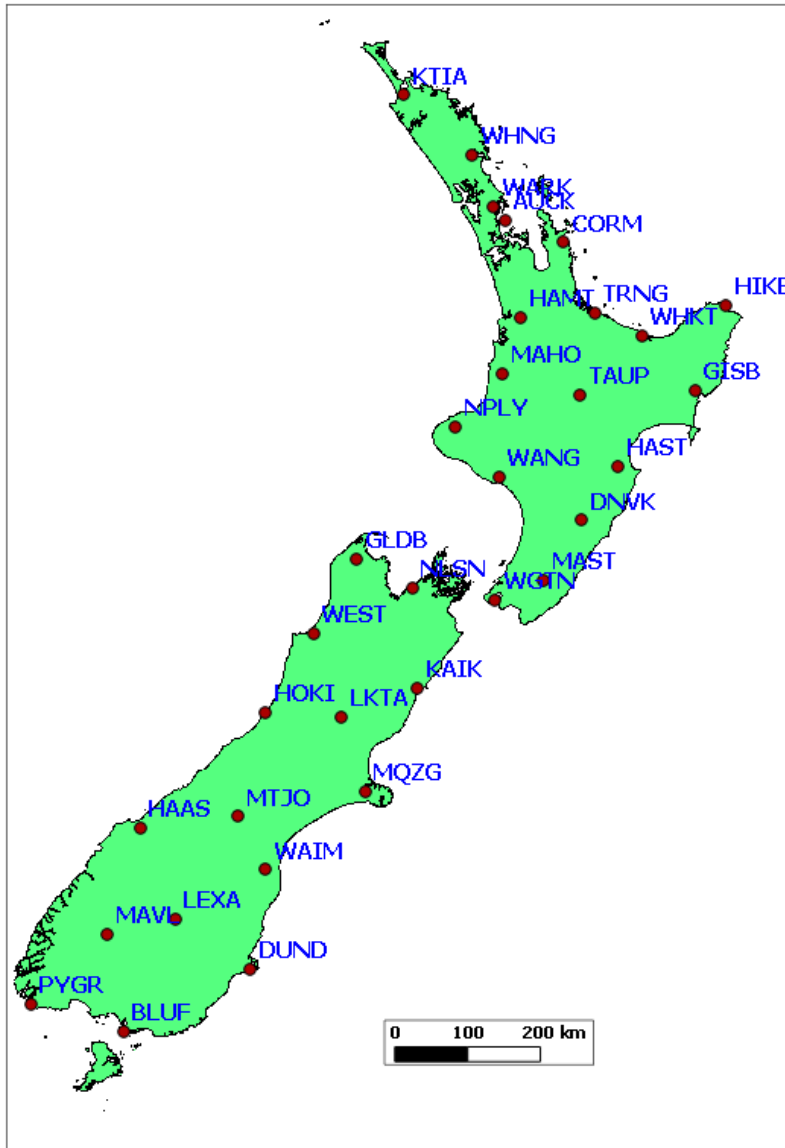 KTIA
WHNG
WARK
AUCK
CORM
HIKB
TRNG
HAMT
WHKT
MAHO
TAUP
GISB
NPLY
HAST
WANG
DNVK
GLDB
MAST
NLSN
WGTN
WEST
KAIK
HOKI
LKTA
MQZG
MTJO
HAAS
WAIM
LEXA
MAVL
DUND
PYGR
BLUF
0 100 200 km